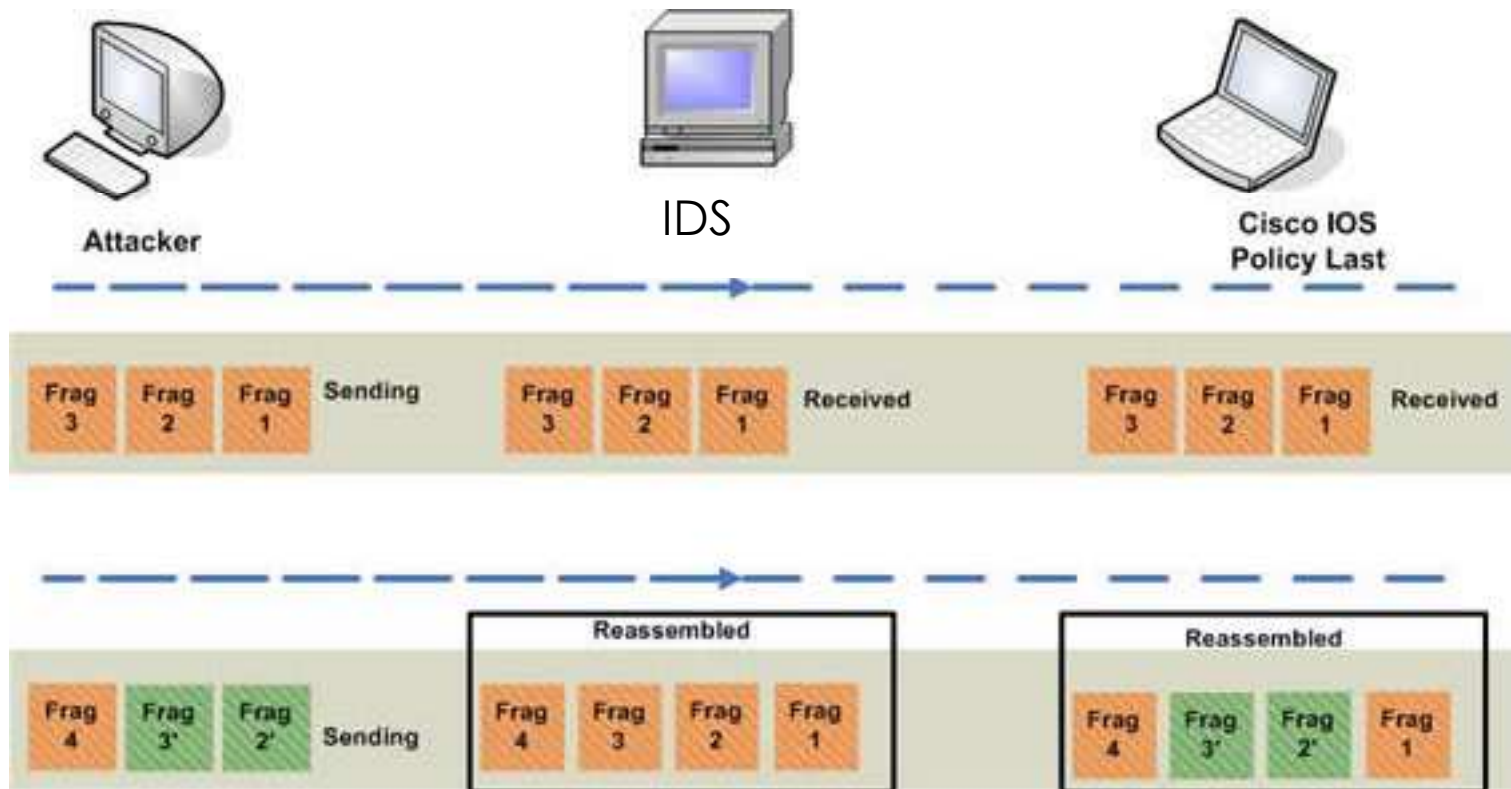 IDS
Attacker
Cisco IOS
Policy Last
Frag 3
Frag 2
Frag 1
Sending
Frag 3
Frag 2
Frag 1
Received
Frag 3
Frag 2
Frag 1
Received
Reassembled
Reassembled
Frag 4
Frag 3'
Frag 2'
Sending
Frag 4
Frag 3
Frag 2
Frag 1
Frag 4
Frag 3'
Frag 2'
Frag 1